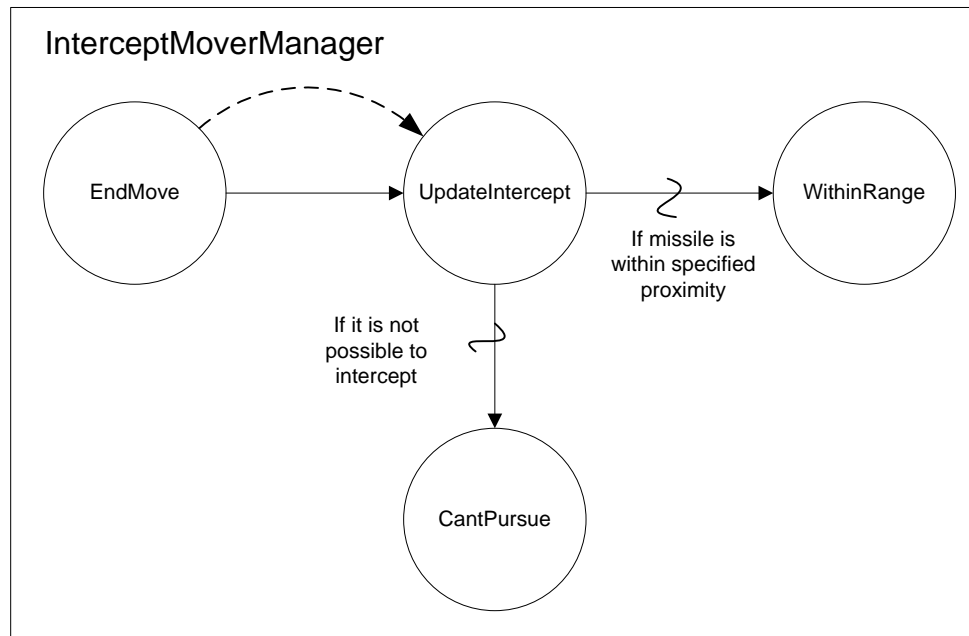 InterceptMoverManager
EndMove
UpdateIntercept
WithinRange
If missile is
within specified
proximity
If it is not
possible to
intercept
CantPursue